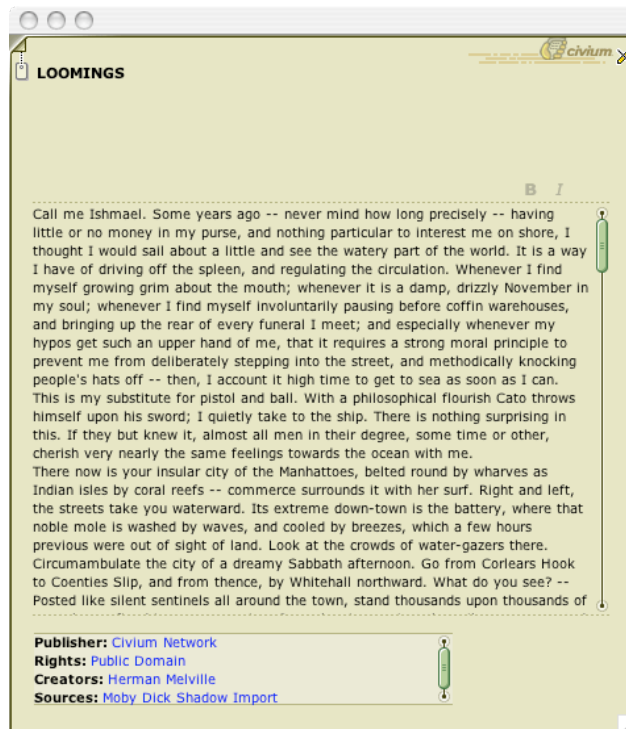 civium
LOOMINGS
B I
Call me Ishmael. Some years ago -- never mind how long precisely -- having
little or no money in my purse, and nothing particular to interest me on shore, I
thought I would sail about a little and see the watery part of the world. It is a way
I have of driving off the spleen, and regulating the circulation. Whenever I find
myself growing grim about the mouth; whenever it is a damp, drizzly November in
my soul; whenever I find myself involuntarily pausing before coffin warehouses,
and bringing up the rear of every funeral I meet; and especially whenever my
hypos get such an upper hand of me, that it requires a strong moral principle to
prevent me from deliberately stepping into the street, and methodically knocking
people's hats off -- then, I account it high time to get to sea as soon as I can.
This is my substitute for pistol and ball. With a philosophical flourish Cato throws
himself upon his sword; I quietly take to the ship. There is nothing surprising in
this. If they but knew it, almost all men in their degree, some time or other,
cherish very nearly the same feelings towards the ocean with me.
There now is your insular city of the Manhattoes, belted round by wharves as
Indian isles by coral reefs -- commerce surrounds it with her surf. Right and left,
the streets take you waterward. Its extreme down-town is the battery, where that
noble mole is washed by waves, and cooled by breezes, which a few hours
previous were out of sight of land. Look at the crowds of water-gazers there.
Circumambulate the city of a dreamy Sabbath afternoon. Go from Corlears Hook
to Coenties Slip, and from thence, by Whitehall northward. What do you see? --
Posted like silent sentinels all around the town, stand thousands upon thousands of
Publisher: Civium Network
Rights: Public Domain
Creators: Herman Melville
Sources: Moby Dick Shadow Import